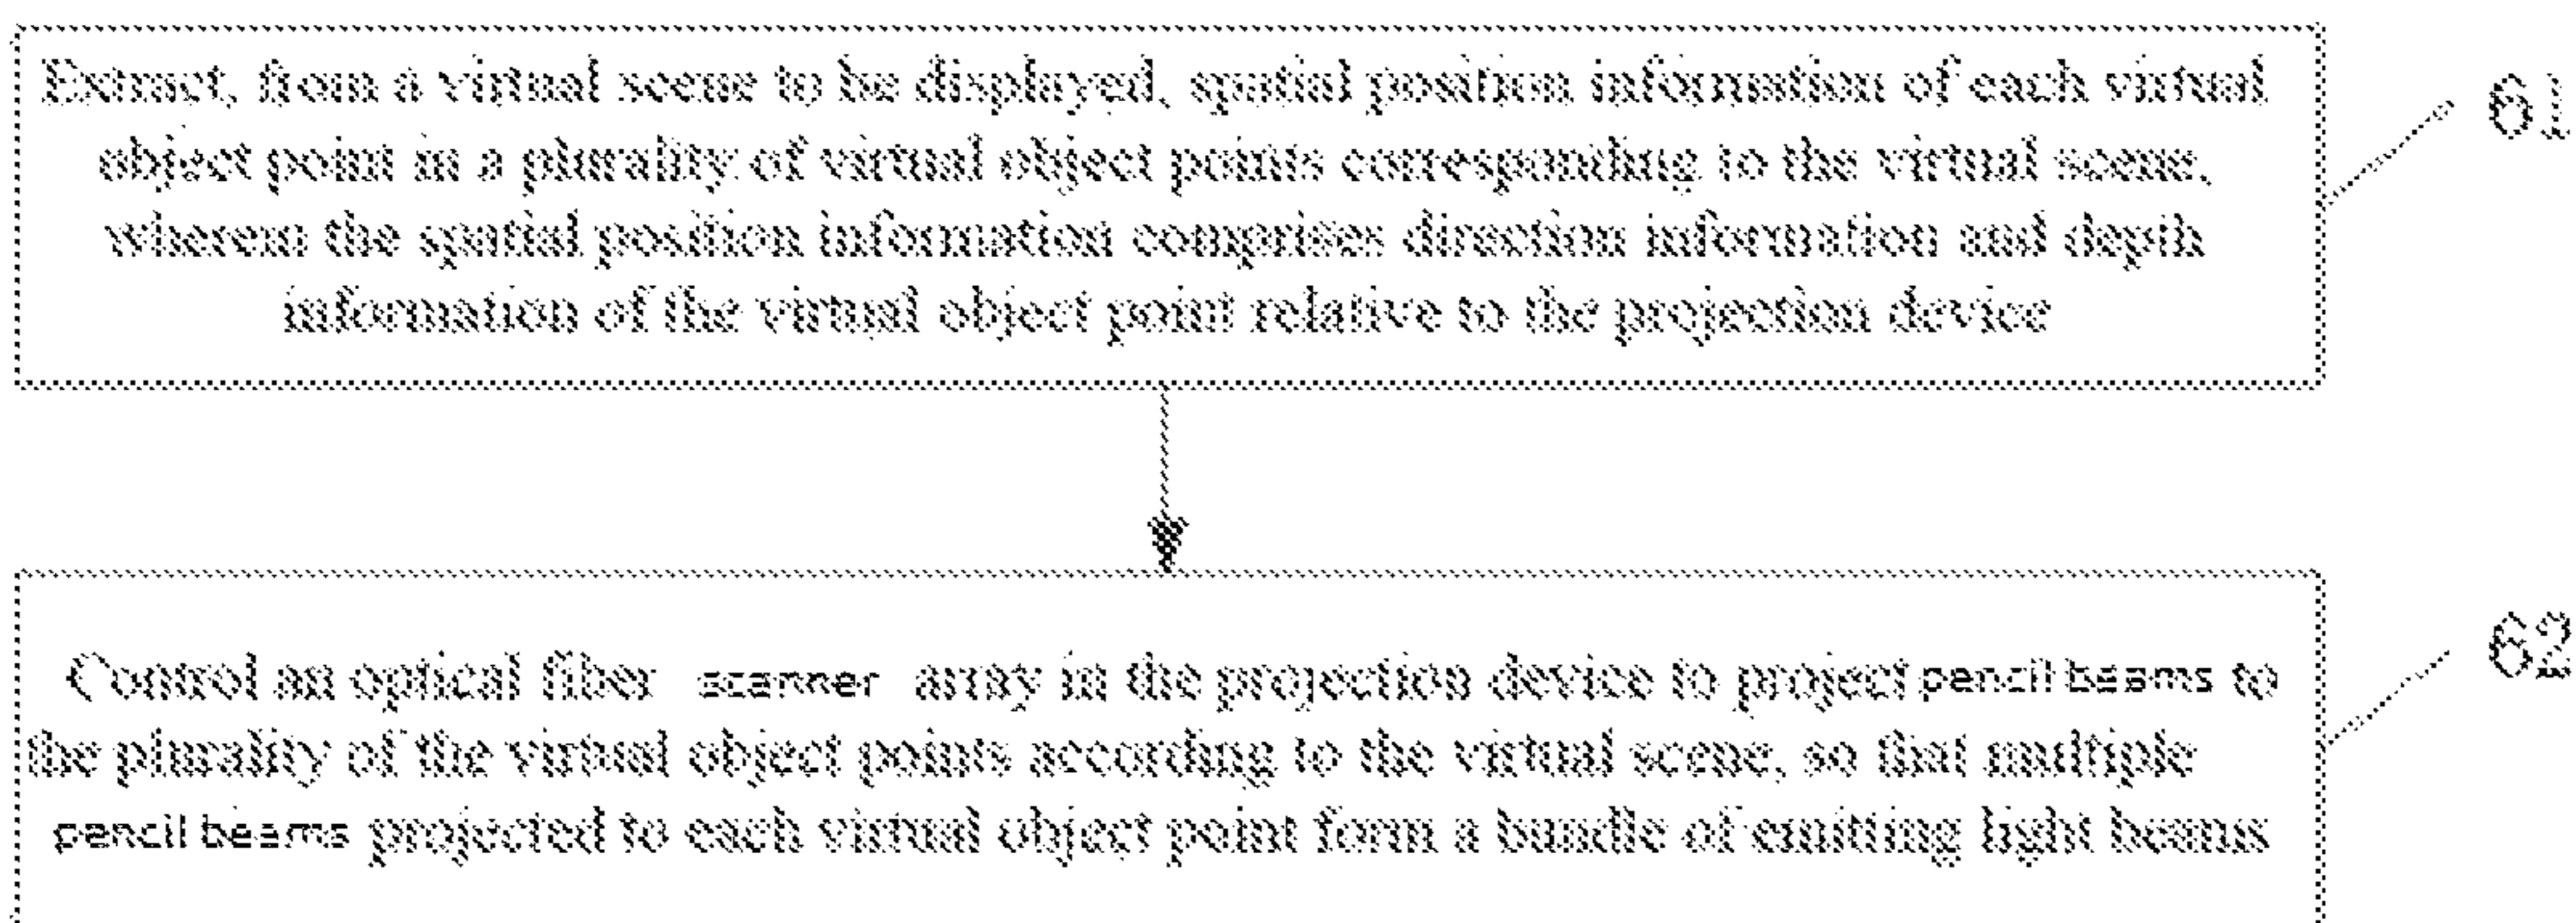 Extract, from a virtual scene to be displayed, spatial position information of each virtual
object point in a plurality of virtual object points corresponding to the virtual scene,
wherein the spatial position information comprises direction information and depth
information of the virtual object point relative to the projection device
61
Control an optical fiber scanner array in the projection device to project pencil beams to
the plurality of the virtual object points according to the virtual scene, so that multiple
pencil beams projected to each virtual object point form a bundle of emitting light beams
62